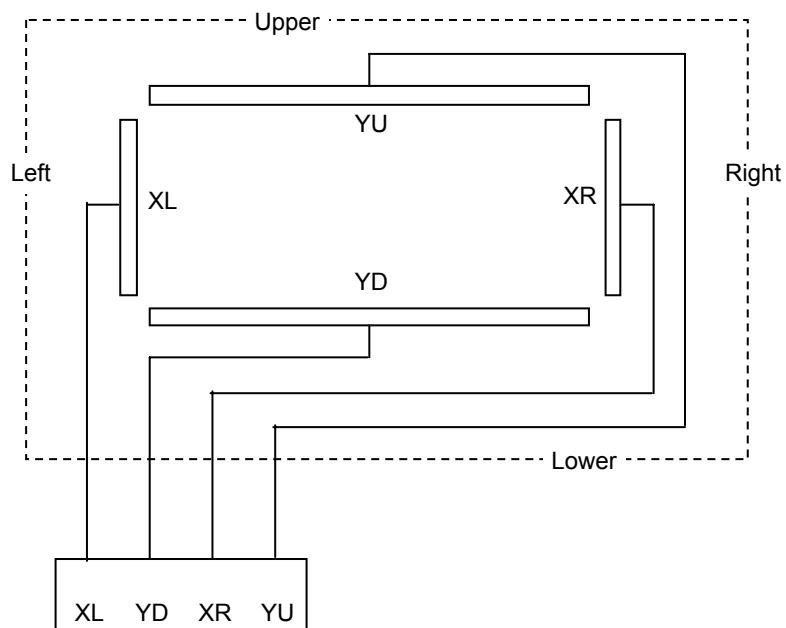 Upper
YU
Left
Right
XL
XR
YD
Lower
XL YD XR YU